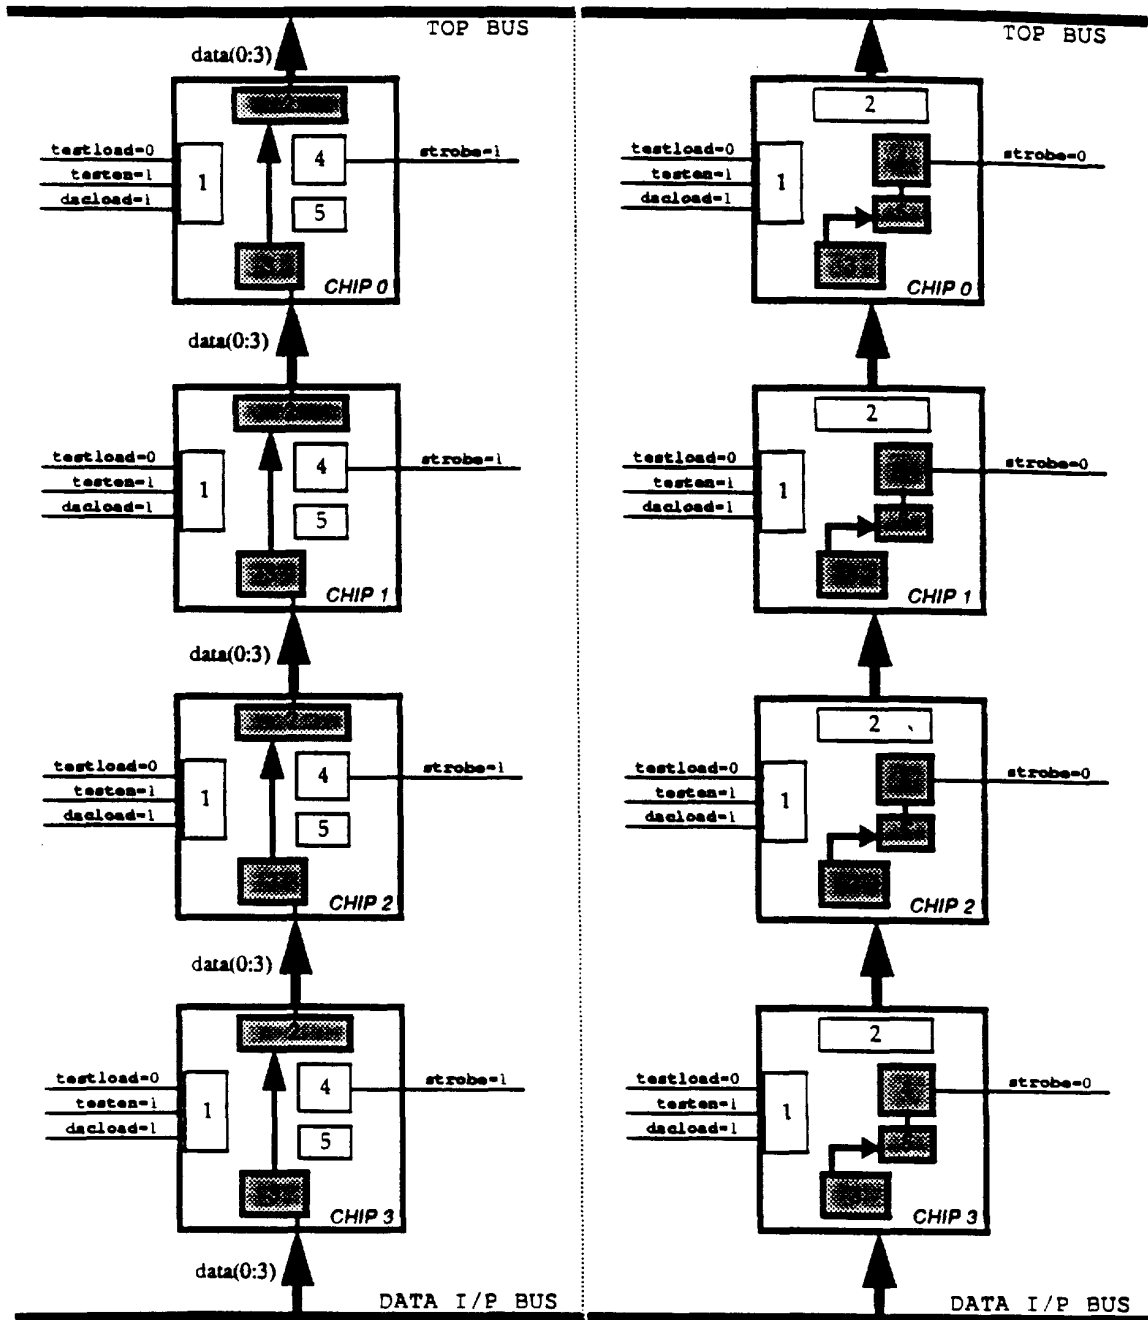 TOP BUS
data(0:3)
testload=0
testen=1
dacload=1
1
2
4
strobe=1
5
CHIP 0
data(0:3)
testload=0
testen=1
dacload=1
1
4
strobe=1
5
CHIP 1
data(0:3)
testload=0
testen=1
dacload=1
1
4
strobe=1
5
CHIP 2
data(0:3)
testload=0
testen=1
dacload=1
1
2
4
strobe=1
5
CHIP 3
data(0:3)
DATA I/P BUS
TOP BUS
2
testload=0
testen=1
dacload=1
1
strobe=0
CHIP 0
2
testload=0
testen=1
dacload=1
1
strobe=0
CHIP 1
2
testload=0
testen=1
dacload=1
1
strobe=0
CHIP 2
2
testload=0
testen=1
dacload=1
1
strobe=0
CHIP 3
DATA I/P BUS